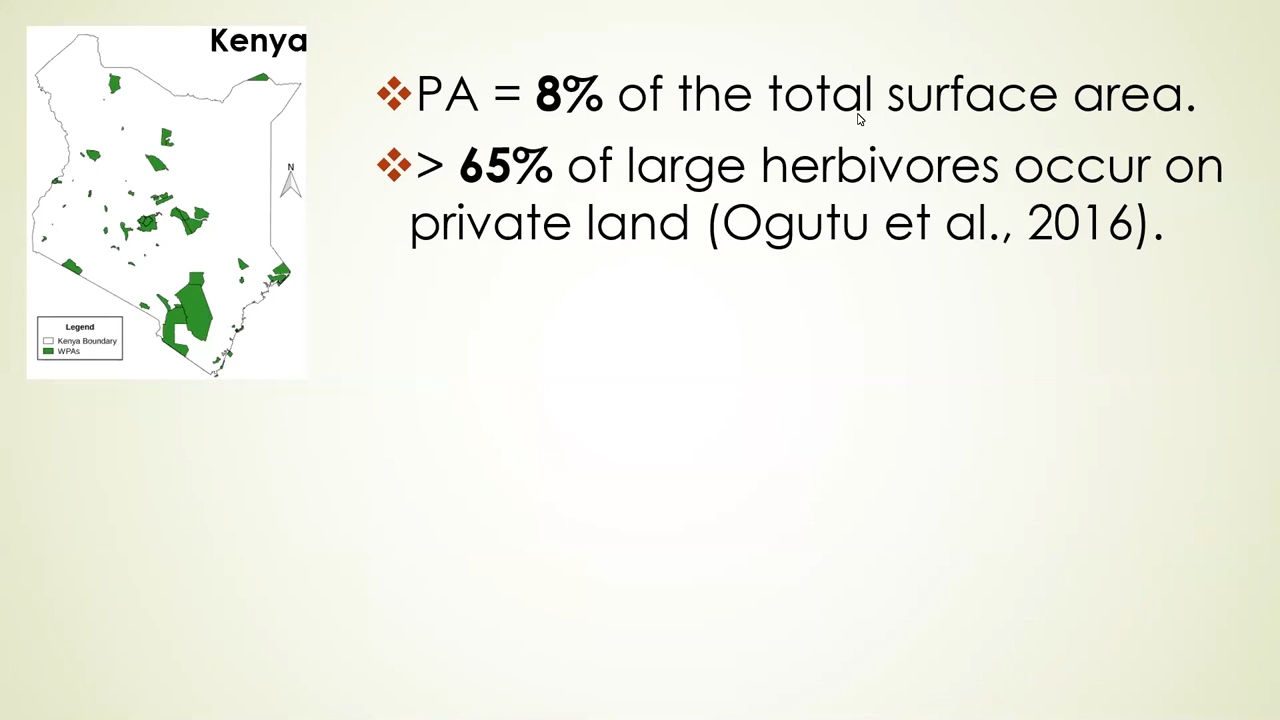 Kenya
N
Legend
Kenya Boundary
WPAs
❖PA = 8% of the total surface area.
❖> 65% of large herbivores occur on
private land (Ogutu et al., 2016).